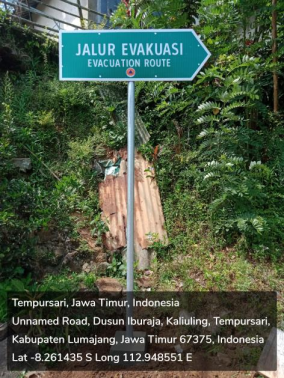 JALUR EVAKUASI
EVACUATION ROUTE
Tempursari, Jawa Timur, Indonesia
Unnamed Road, Dusun Iburaja, Kaliuling, Tempursari,
Kabupaten Lumajang, Jawa Timur 67375, Indonesia
Lat -8.261435 S Long 112.948551 E